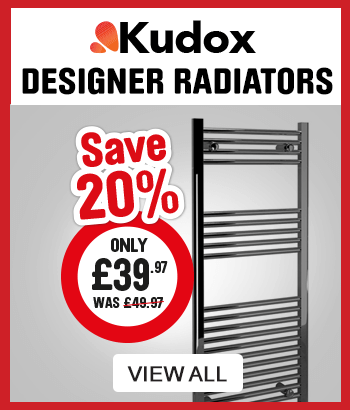 Kudox
DESIGNER RADIATORS
Save
20%
ONLY
£39.97
WAS £49.97
VIEW ALL